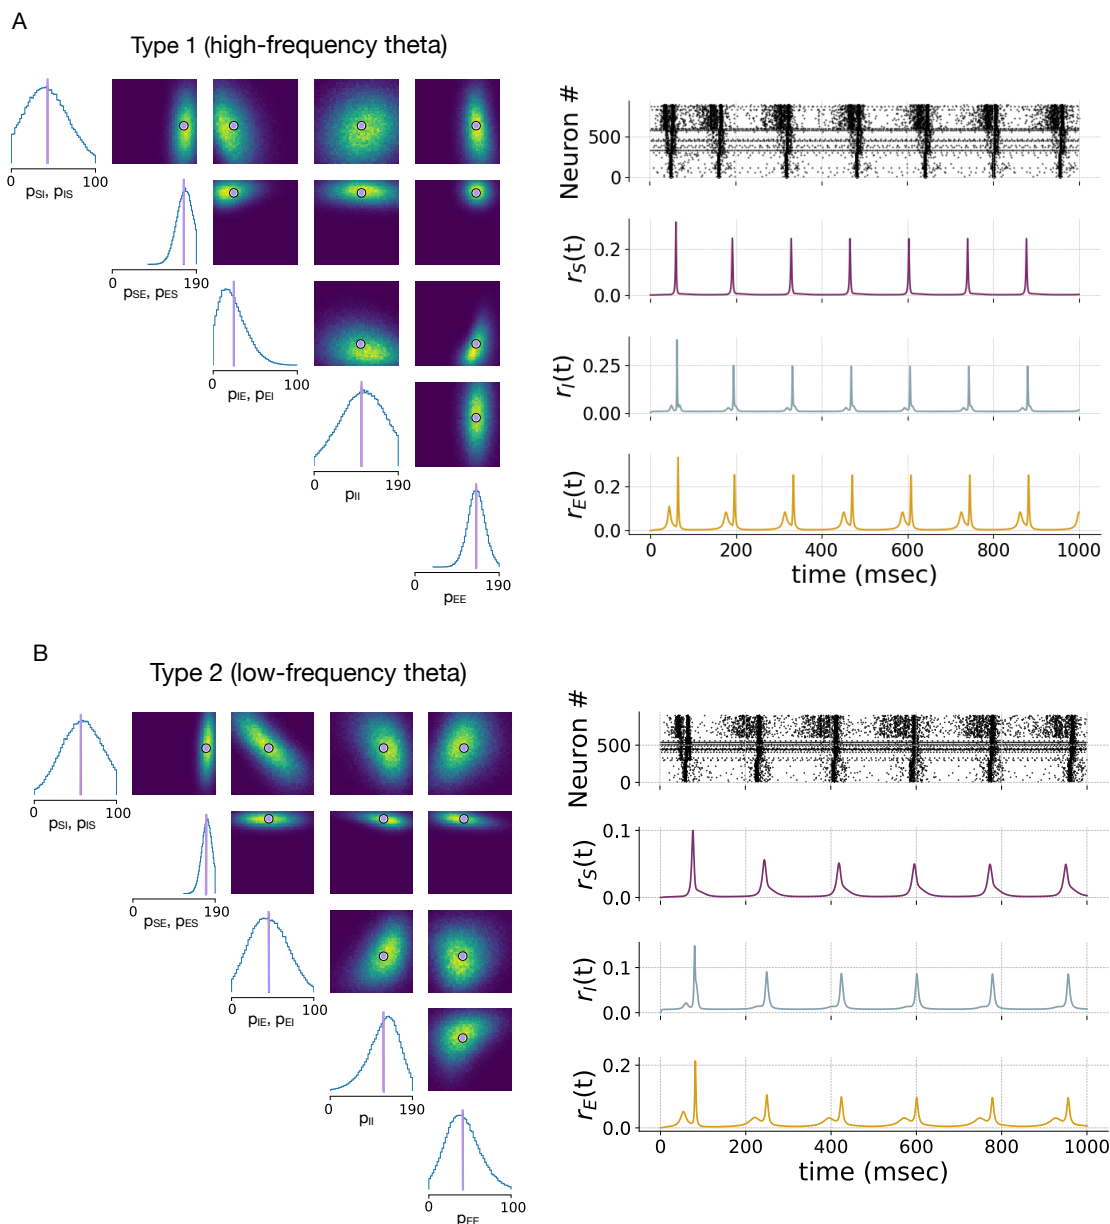 A
Type 1 (high-frequency theta)
0 100
pSI, pIS
0 190
pSE, pES
0 100
pIE, pEI
0 190
pII
0 190
pEE
Neuron #
500
0
rS(t)
0.2
0.0
rI(t)
0.25
0.00
rE(t)
0.2
0.0
0 200 400 600 800 1000
time (msec)
B
Type 2 (low-frequency theta)
0 100
pSI, pIS
0 190
pSE, pES
0 100
pIE, pEI
0 190
pII
0 100
pEE
Neuron #
500
0
rS(t)
0.1
0.0
rI(t)
0.1
0.0
rE(t)
0.2
0.0
0 200 400 600 800 1000
time (msec)